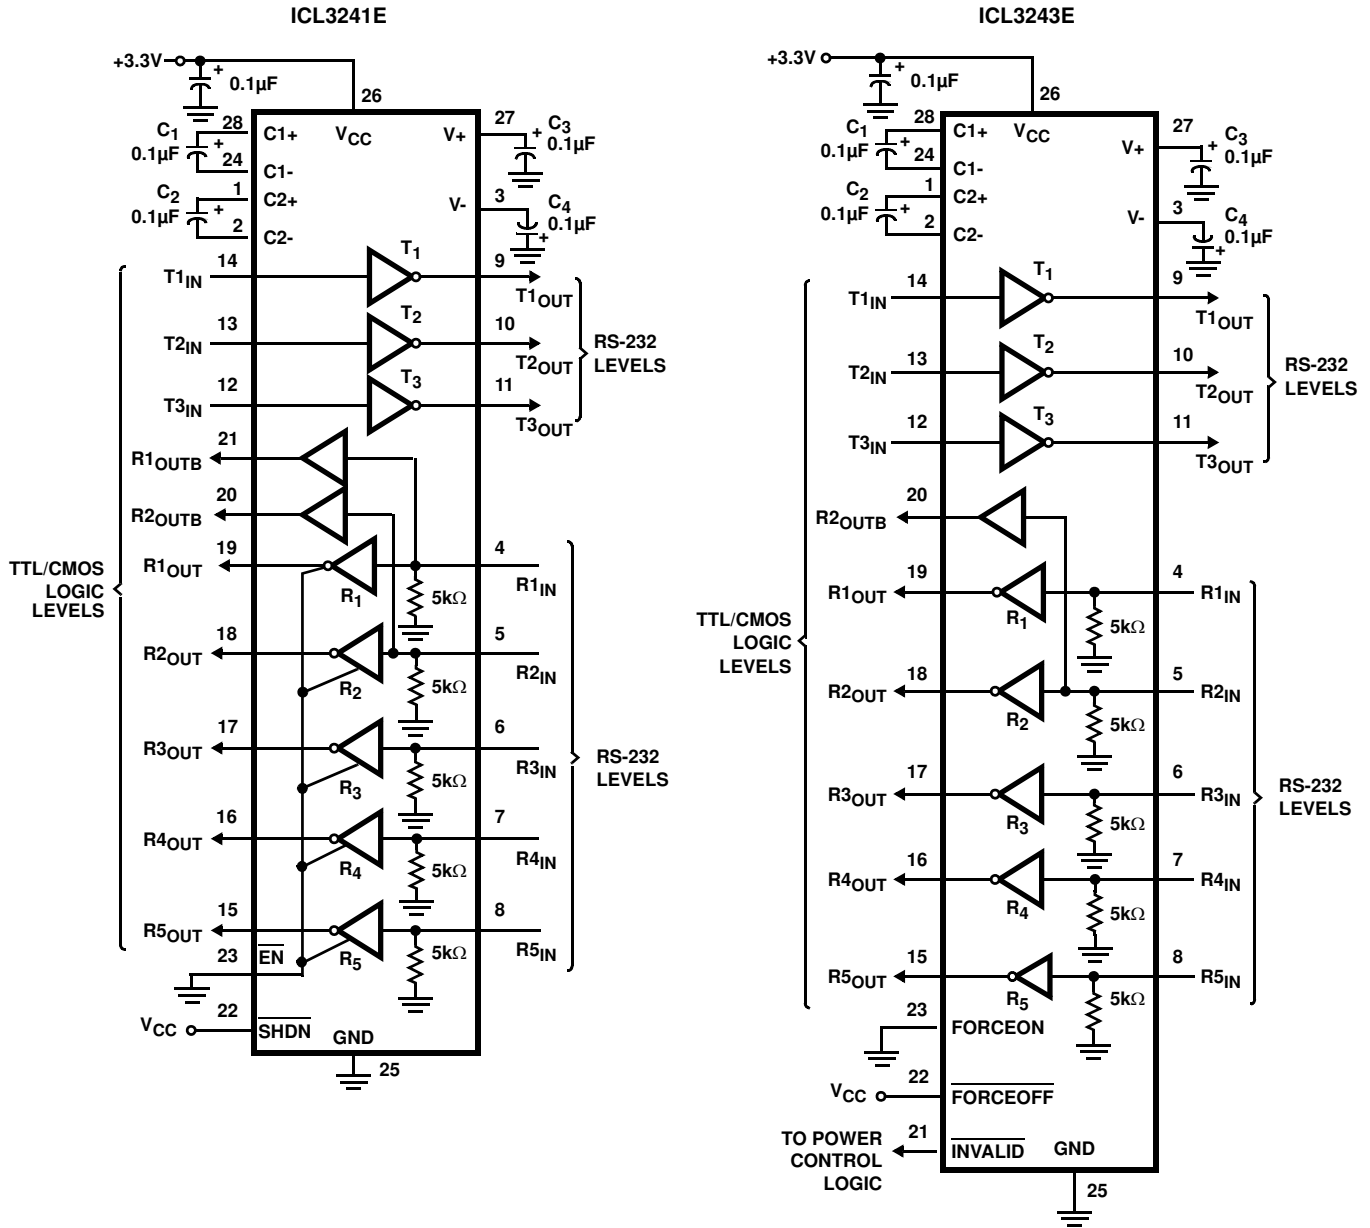 ICL3241E
+3.3V
+
0.1µF
26
C1
0.1µF
+
28
C1+
VCC
V+
27
+
C3
0.1µF
24
C1-
C2
0.1µF
+
1
C2+
V-
3
C4
0.1µF
+
2
C2-
T1IN
14
T1
9
T1OUT
T2IN
13
T2
10
T2OUT
RS-232
LEVELS
T3IN
12
T3
11
T3OUT
R1OUTB
21
R2OUTB
20
TTL/CMOS
LOGIC
LEVELS
R1OUT
19
R1
5kΩ
4
R1IN
R2OUT
18
R2
5kΩ
5
R2IN
R3OUT
17
R3
5kΩ
6
R3IN
RS-232
LEVELS
R4OUT
16
R4
5kΩ
7
R4IN
R5OUT
15
R5
5kΩ
8
R5IN
23
EN
VCC
22
SHDN
GND
25
ICL3243E
+3.3V
+
0.1µF
26
C1
0.1µF
+
28
C1+
VCC
V+
27
+
C3
0.1µF
24
C1-
C2
0.1µF
+
1
C2+
V-
3
C4
0.1µF
+
2
C2-
T1IN
14
T1
9
T1OUT
T2IN
13
T2
10
T2OUT
RS-232
LEVELS
T3IN
12
T3
11
T3OUT
R2OUTB
20
TTL/CMOS
LOGIC
LEVELS
R1OUT
19
R1
5kΩ
4
R1IN
R2OUT
18
R2
5kΩ
5
R2IN
R3OUT
17
R3
5kΩ
6
R3IN
RS-232
LEVELS
R4OUT
16
R4
5kΩ
7
R4IN
R5OUT
15
R5
5kΩ
8
R5IN
23
FORCEON
VCC
22
FORCEOFF
TO POWER
CONTROL
LOGIC
21
INVALID
GND
25